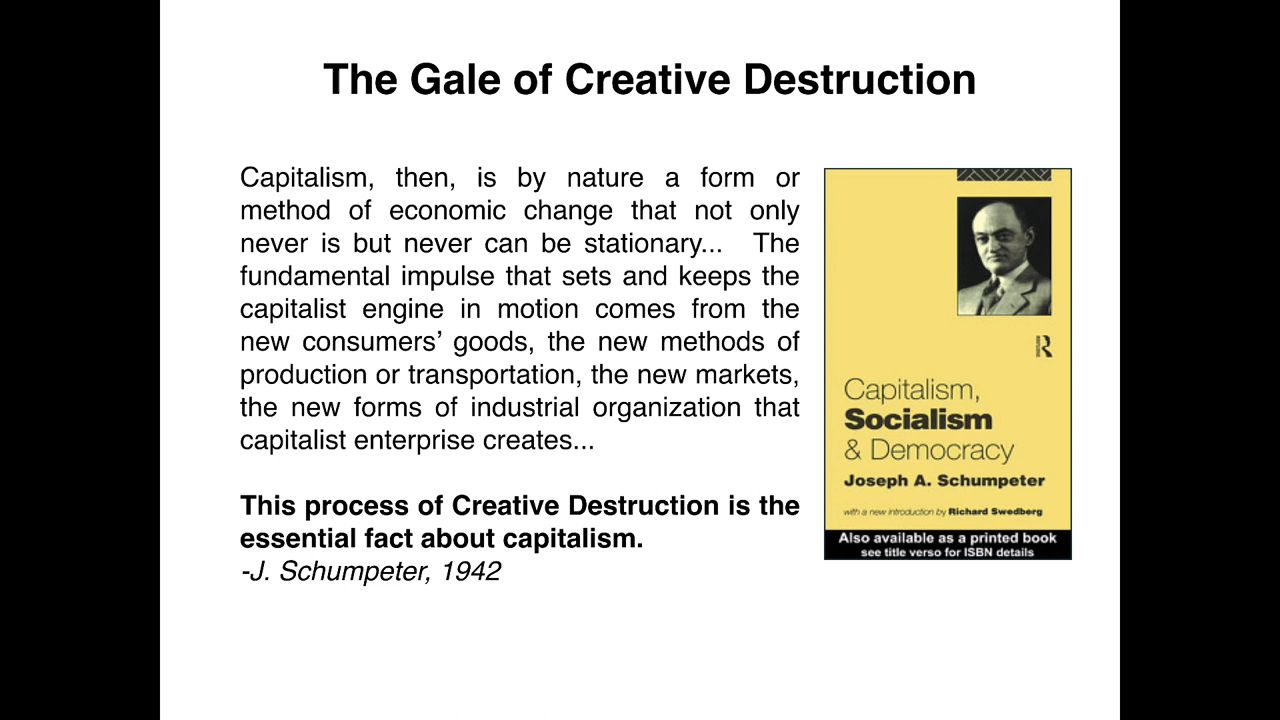 The Gale of Creative Destruction
Capitalism, then, is by nature a form or
method of economic change that not only
never is but never can be stationary... The
fundamental impulse that sets and keeps the
capitalist engine in motion comes from the
new consumers’ goods, the new methods of
production or transportation, the new markets,
the new forms of industrial organization that
capitalist enterprise creates...
This process of Creative Destruction is the
essential fact about capitalism.
-J. Schumpeter, 1942
Capitalism,
Socialism
& Democracy
Joseph A. Schumpeter
with a new introduction by Richard Swedberg
Also available as a printed book
see title verso for ISBN details